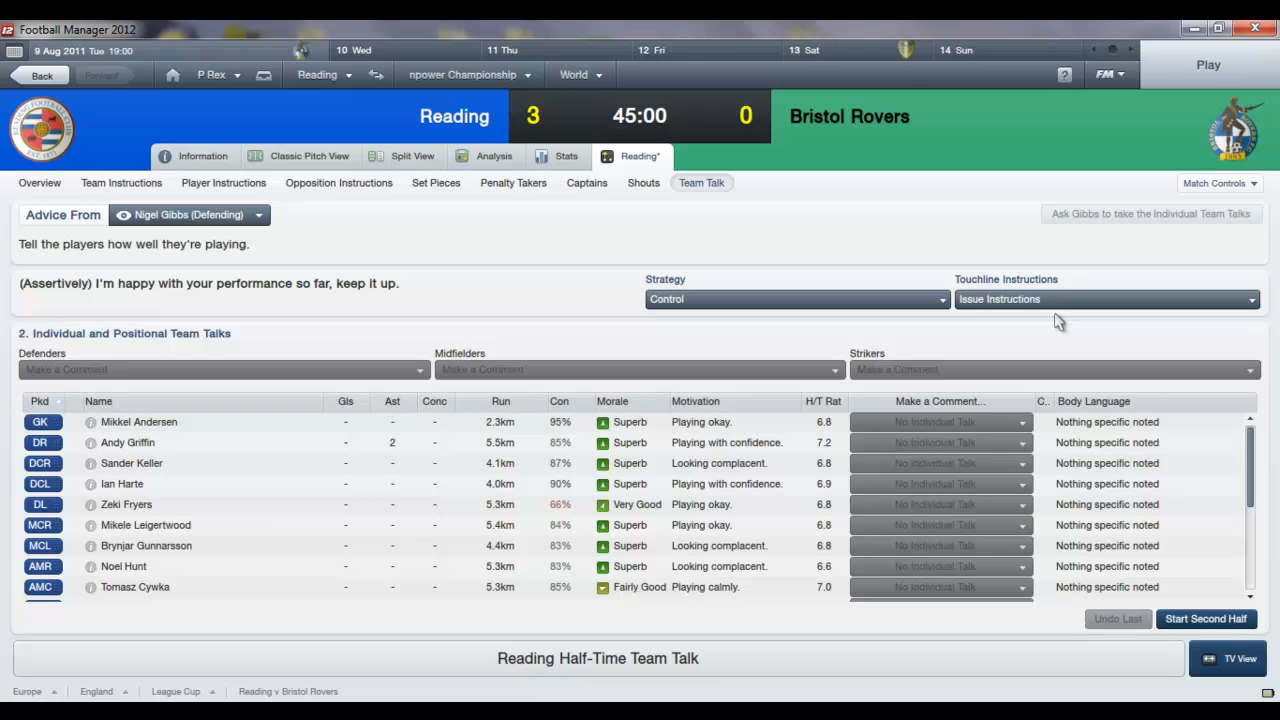 Football Manager 2012
9 Aug 2011 Tue 19:00 10 Wed 11 Thu 12 Fri 13 Sat 14 Sun
Back Forward P Rex Reading npower Championship World ? FM Play
Reading 3 45:00 0 Bristol Rovers
Information Classic Pitch View Split View Analysis Stats Reading*
Overview Team Instructions Player Instructions Opposition Instructions Set Pieces Penalty Takers Captains Shouts Team Talk Match Controls
Advice From Nigel Gibbs (Defending) Ask Gibbs to take the Individual Team Talks
Tell the players how well they're playing.
Strategy Touchline Instructions
(Assertively) I'm happy with your performance so far, keep it up. Control Issue Instructions
2. Individual and Positional Team Talks
Defenders Midfielders Strikers
Make a Comment Make a Comment Make a Comment
Pkd Name Gls Ast Conc Run Con Morale Motivation H/T Rat Make a Comment... C.. Body Language
GK Mikkel Andersen - - - 2.3km 95% Superb Playing okay. 6.8 No Individual Talk Nothing specific noted
DR Andy Griffin - 2 - 5.5km 85% Superb Playing with confidence. 7.2 No Individual Talk Nothing specific noted
DCR Sander Keller - - - 4.1km 87% Superb Looking complacent. 6.8 No Individual Talk Nothing specific noted
DCL Ian Harte - - - 4.0km 90% Superb Playing with confidence. 6.9 No Individual Talk Nothing specific noted
DL Zeki Fryers - - - 5.3km 66% Very Good Playing okay. 6.8 No Individual Talk Nothing specific noted
MCR Mikele Leigertwood - - - 5.4km 84% Superb Playing okay. 6.8 No Individual Talk Nothing specific noted
MCL Brynjar Gunnarsson - - - 4.4km 83% Superb Looking complacent. 6.8 No Individual Talk Nothing specific noted
AMR Noel Hunt - - - 5.3km 83% Superb Looking complacent. 6.6 No Individual Talk Nothing specific noted
AMC Tomasz Cywka - - - 5.3km 85% Fairly Good Playing calmly. 7.0 No Individual Talk Nothing specific noted
Undo Last Start Second Half
Reading Half-Time Team Talk TV View
Europe England League Cup Reading v Bristol Rovers